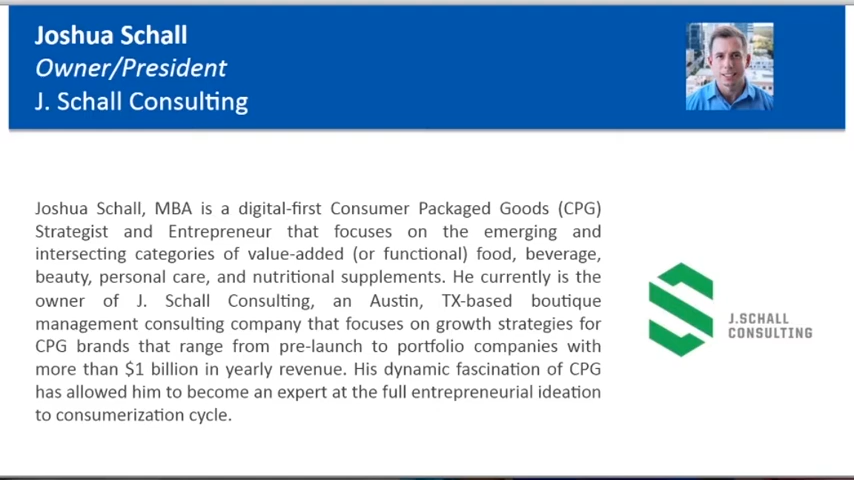 Joshua Schall
Owner/President
J. Schall Consulting
Joshua Schall, MBA is a digital-first Consumer Packaged Goods (CPG)
Strategist and Entrepreneur that focuses on the emerging and
intersecting categories of value-added (or functional) food, beverage,
beauty, personal care, and nutritional supplements. He currently is the
owner of J. Schall Consulting, an Austin, TX-based boutique
management consulting company that focuses on growth strategies for
CPG brands that range from pre-launch to portfolio companies with
more than $1 billion in yearly revenue. His dynamic fascination of CPG
has allowed him to become an expert at the full entrepreneurial ideation
to consumerization cycle.
J.SCHALL
CONSULTING